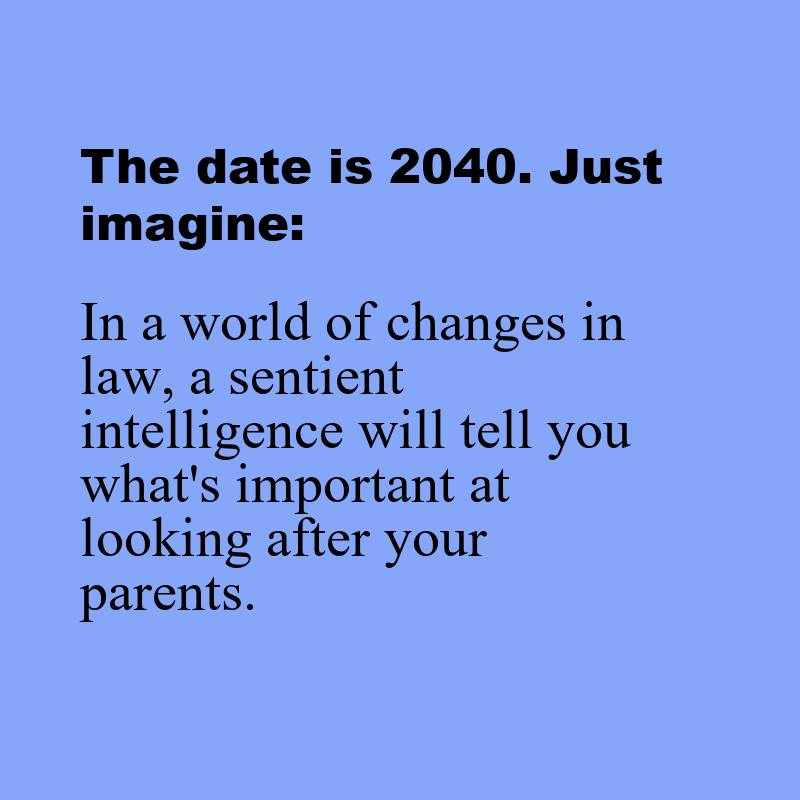 The date is 2040. Just
imagine:
In a world of changes in
law, a sentient
intelligence will tell you
what's important at
looking after your
parents.